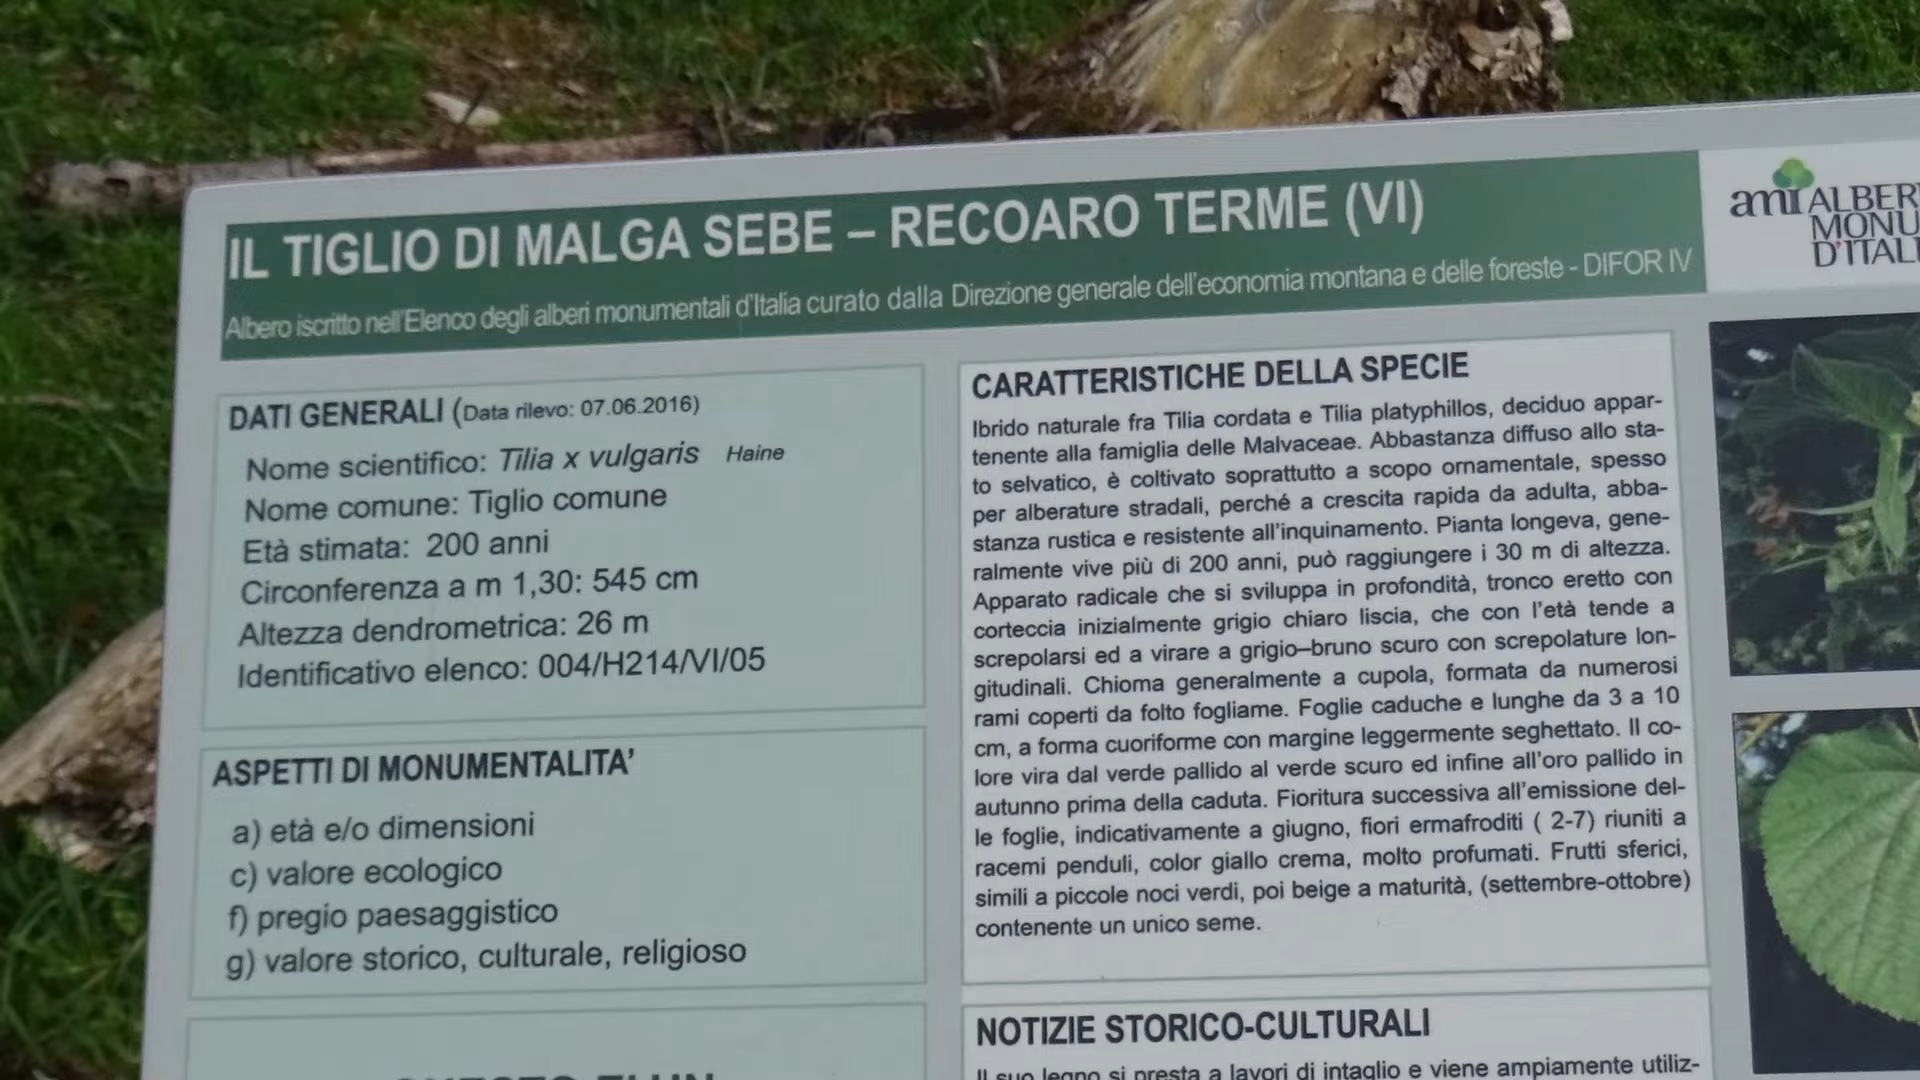 IL TIGLIO DI MALGA SEBE – RECOARO TERME (VI)
Albero iscritto nell'Elenco degli alberi monumentali d'Italia curato dalla Direzione generale dell'economia montana e delle foreste - DIFOR IV
ami ALBER
MONU
D'ITAL
DATI GENERALI (Data rilevo: 07.06.2016)
Nome scientifico: Tilia x vulgaris Haine
Nome comune: Tiglio comune
Età stimata: 200 anni
Circonferenza a m 1,30: 545 cm
Altezza dendrometrica: 26 m
Identificativo elenco: 004/H214/VI/05
ASPETTI DI MONUMENTALITA'
a) età e/o dimensioni
c) valore ecologico
f) pregio paesaggistico
g) valore storico, culturale, religioso
CARATTERISTICHE DELLA SPECIE
Ibrido naturale fra Tilia cordata e Tilia platyphillos, deciduo appar-
tenente alla famiglia delle Malvaceae. Abbastanza diffuso allo sta-
to selvatico, è coltivato soprattutto a scopo ornamentale, spesso
per alberature stradali, perché a crescita rapida da adulta, abba-
stanza rustica e resistente all'inquinamento. Pianta longeva, gene-
ralmente vive più di 200 anni, può raggiungere i 30 m di altezza.
Apparato radicale che si sviluppa in profondità, tronco eretto con
corteccia inizialmente grigio chiaro liscia, che con l'età tende a
screpolarsi ed a virare a grigio–bruno scuro con screpolature lon-
gitudinali. Chioma generalmente a cupola, formata da numerosi
rami coperti da folto fogliame. Foglie caduche e lunghe da 3 a 10
cm, a forma cuoriforme con margine leggermente seghettato. Il co-
lore vira dal verde pallido al verde scuro ed infine all'oro pallido in
autunno prima della caduta. Fioritura successiva all'emissione del-
le foglie, indicativamente a giugno, fiori ermafroditi ( 2-7) riuniti a
racemi penduli, color giallo crema, molto profumati. Frutti sferici,
simili a piccole noci verdi, poi beige a maturità, (settembre-ottobre)
contenente un unico seme.
NOTIZIE STORICO-CULTURALI
Il suo legno si presta a lavori di intaglio e viene ampiamente utiliz-